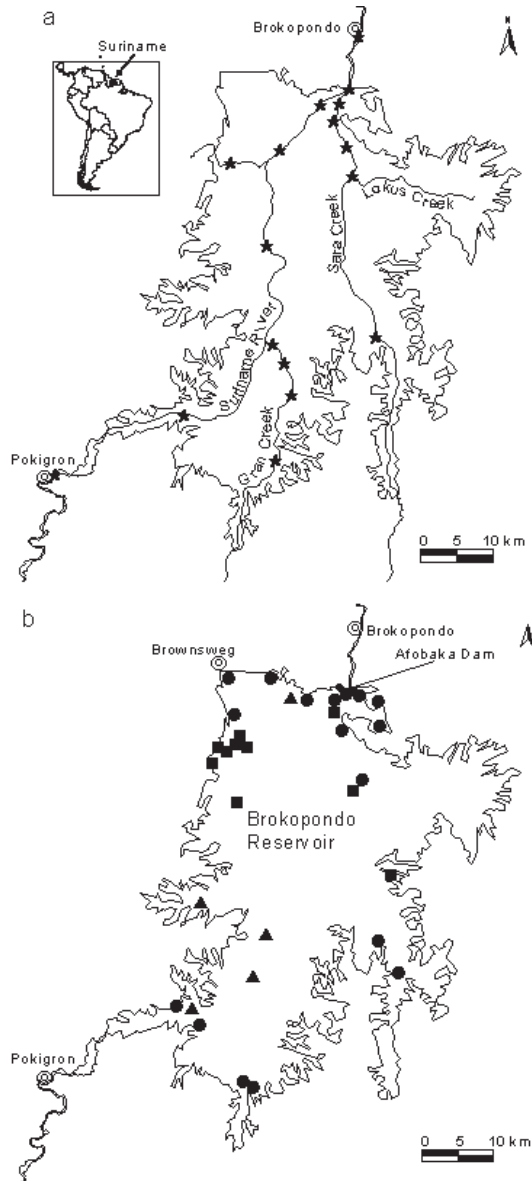 a
Brokopondo
Suriname
Lakus Creek
Sara Creek
Suriname River
Gran Creek
Pokigron
0 5 10 km
b
Brokopondo
Brownsweg
Afobaka Dam
Brokopondo
Reservoir
Pokigron
0 5 10 km